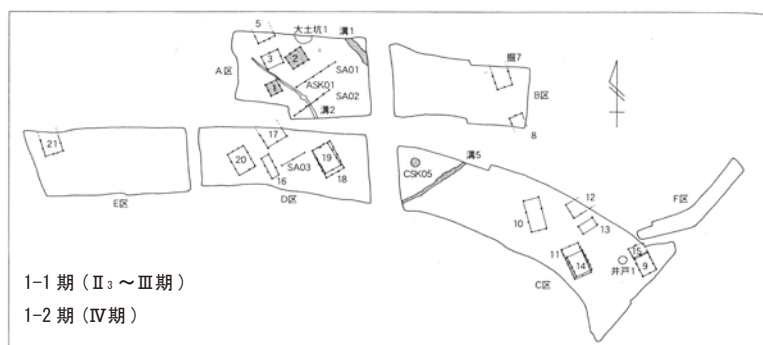 5
大土坑1
溝1
3
2
SA01
A区
ASK01
1
SA02
溝2
掘7
B区
8
21
17
20
16
SA03
19
18
D区
E区
CSK05
溝5
12
F区
10
13
11
14
15
9
井戸1
C区
1-1 期 (Ⅱ₃ ~ Ⅲ期)
1-2 期 (Ⅳ期)